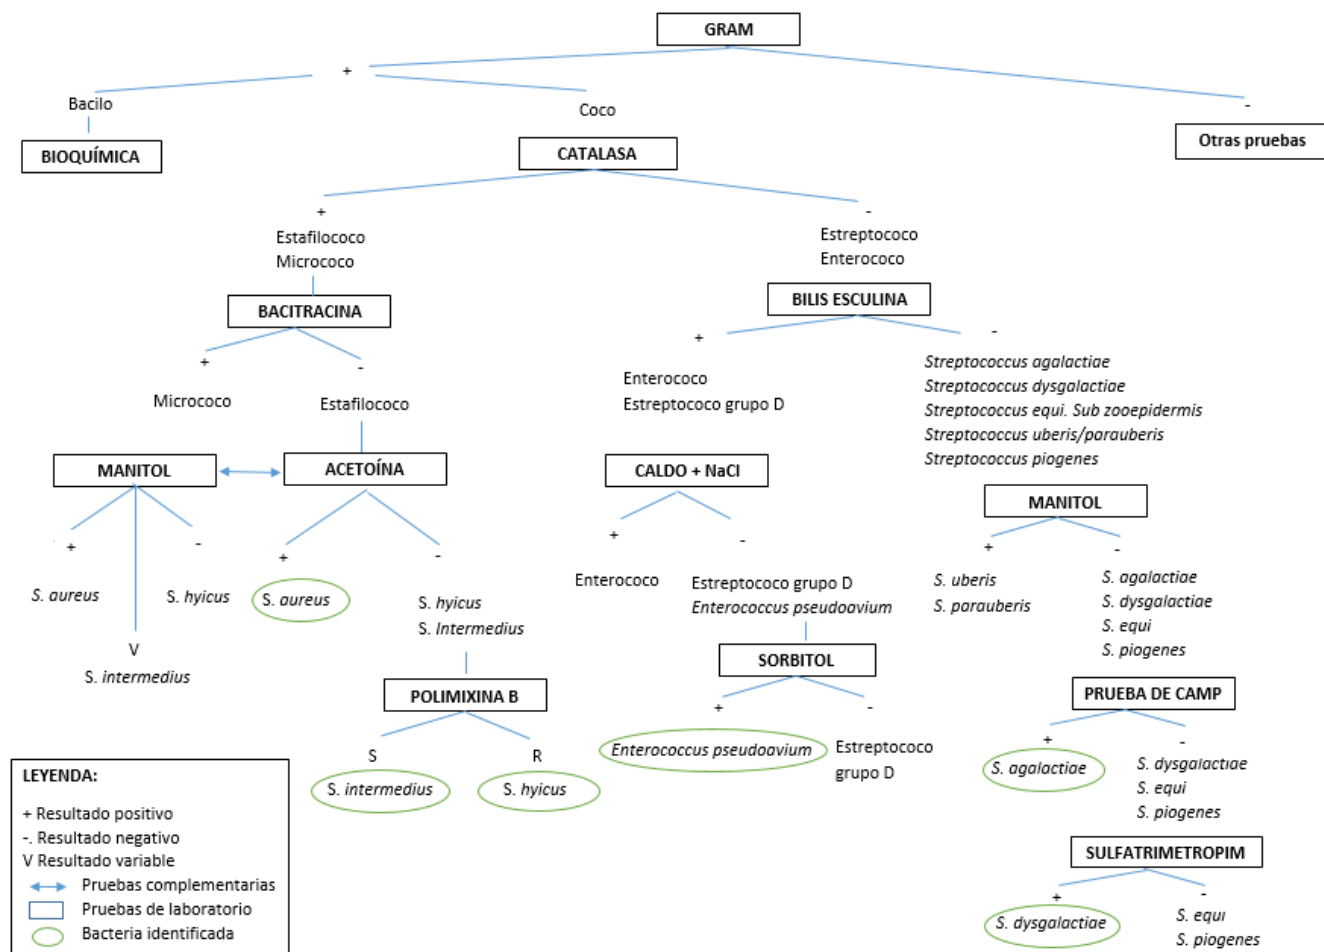 GRAM
+
-
Bacilo
Coco
BIOQUÍMICA
CATALASA
Otras pruebas
+
-
Estafilococo
Micrococo
Estreptococo
Enterococo
BACITRACINA
BILIS ESCULINA
+
-
+
-
Micrococo
Estafilococo
Enterococo
Estreptococo grupo D
Streptococcus agalactiae
Streptococcus dysgalactiae
Streptococcus equi. Sub zooepidermis
Streptococcus uberis/parauberis
Streptococcus piogenes
MANITOL
ACETOÍNA
CALDO + NaCl
MANITOL
+
-
V
S. aureus
S. hyicus
S. intermedius
+
-
S. aureus
S. hyicus
S. Intermedius
+
-
Enterococo
Estreptococo grupo D
Enterococcus pseudoavium
+
-
S. uberis
S. parauberis
S. agalactiae
S. dysgalactiae
S. equi
S. piogenes
POLIMIXINA B
S
R
S. intermedius
S. hyicus
SORBITOL
+
-
Enterococcus pseudoavium
Estreptococo
grupo D
PRUEBA DE CAMP
+
-
S. agalactiae
S. dysgalactiae
S. equi
S. piogenes
SULFATRIMETROPIM
+
-
S. dysgalactiae
S. equi
S. piogenes
LEYENDA:
+ Resultado positivo
-. Resultado negativo
V Resultado variable
Pruebas complementarias
Pruebas de laboratorio
Bacteria identificada